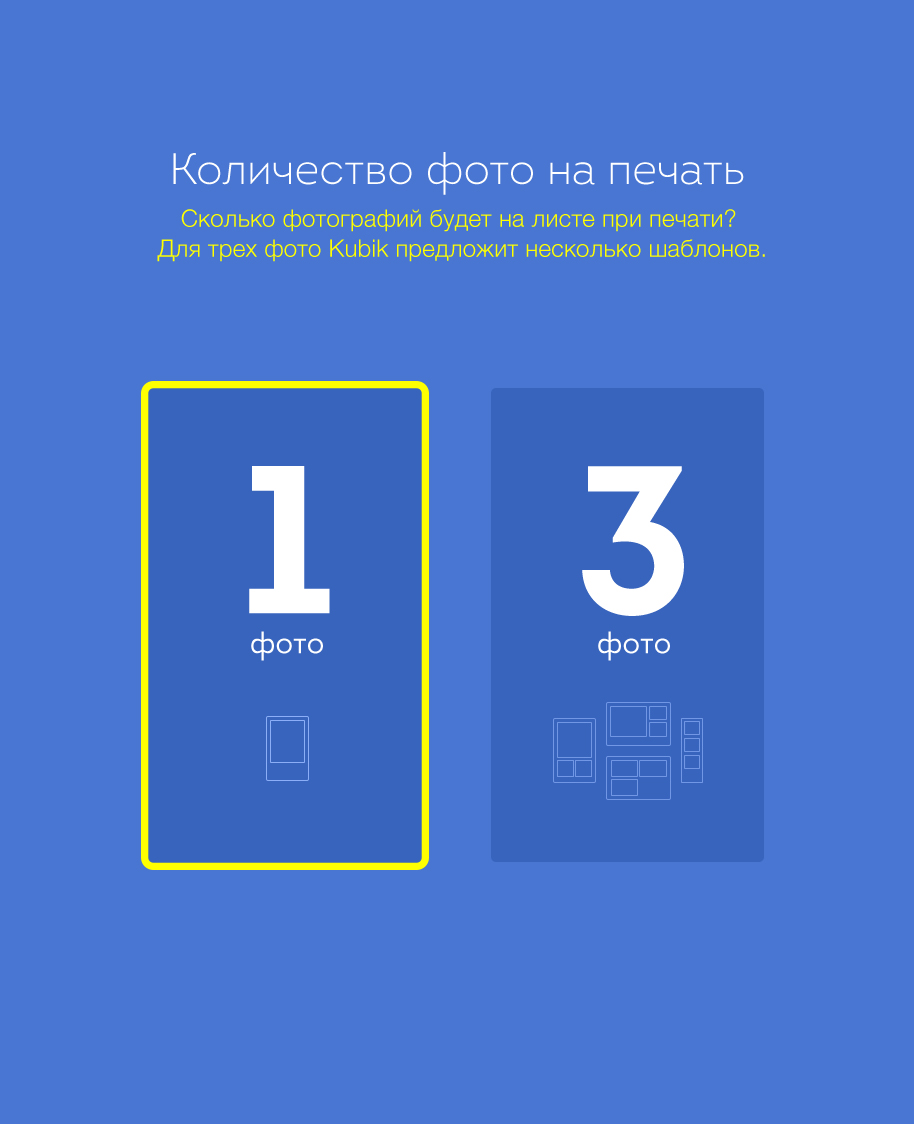 Количество фото на печать
Сколько фотографий будет на листе при печати?
Для трех фото Kubik предложит несколько шаблонов.
1
фото
3
фото